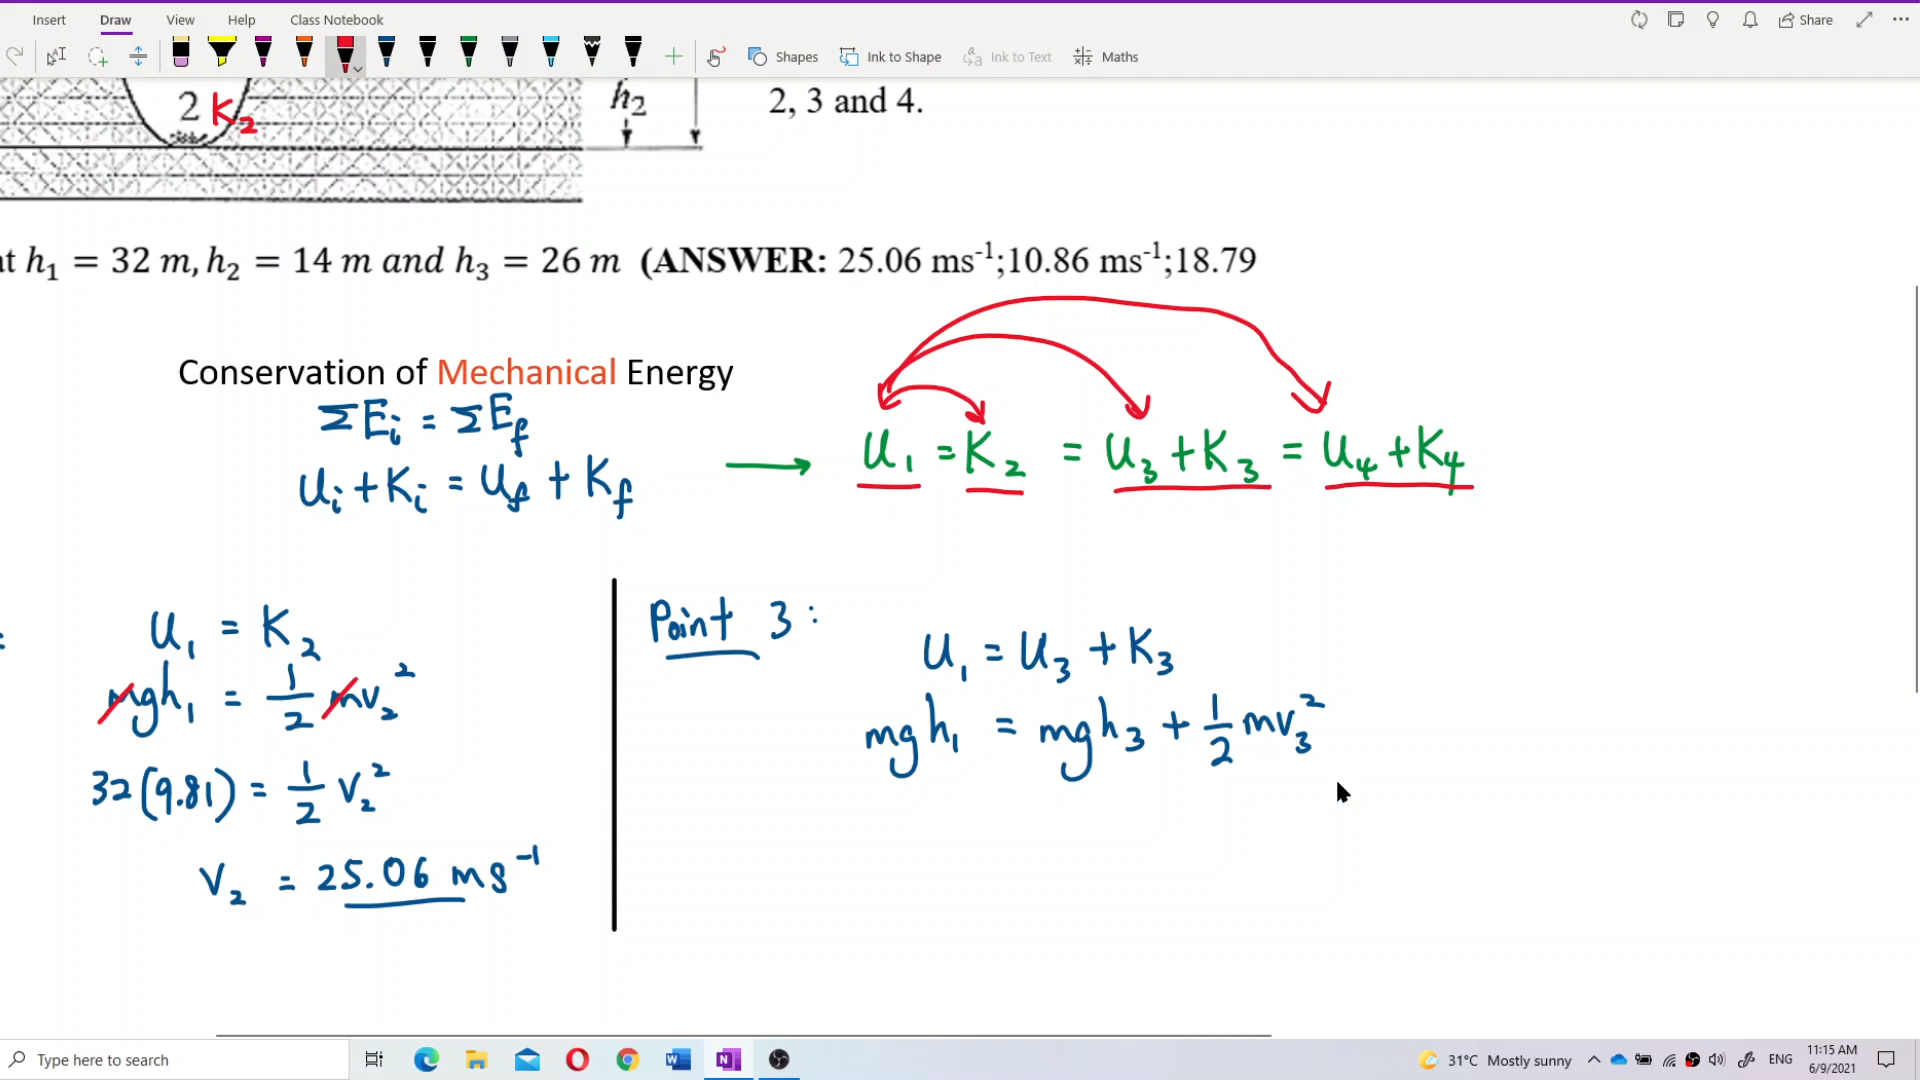 Insert Draw View Help Class Notebook Share
Shapes Ink to Shape Ink to Text Maths
2 K₂ h₂ 2, 3 and 4.
at h₁ = 32 m, h₂ = 14 m and h₃ = 26 m (ANSWER: 25.06 ms⁻¹;10.86 ms⁻¹;18.79
Conservation of Mechanical Energy
ΣEᵢ = ΣE_f
Uᵢ + Kᵢ = U_f + K_f → U₁ = K₂ = U₃ + K₃ = U₄ + K₄
: U₁ = K₂
mgh₁ = 1/2 mv₂²
32(9.81) = 1/2 v₂²
v₂ = 25.06 ms⁻¹
Point 3 :
U₁ = U₃ + K₃
mgh₁ = mgh₃ + 1/2 mv₃²
Type here to search 31°C Mostly sunny ENG 11:15 AM
6/9/2021